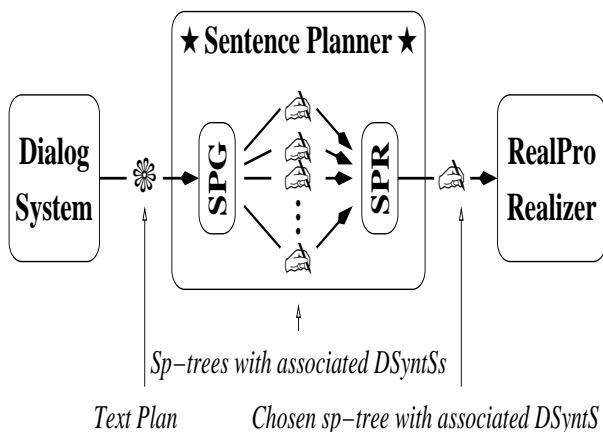 ★ Sentence Planner ★
Dialog
System
SPG
SPR
RealPro
Realizer
Sp-trees with associated DSyntSs
Text Plan
Chosen sp-tree with associated DSyntS